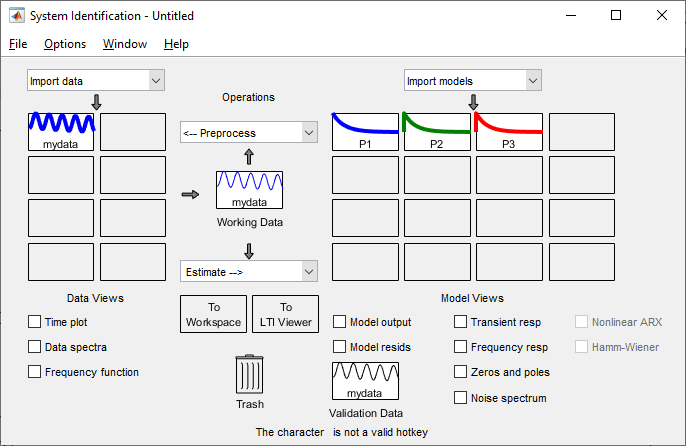 System Identification - Untitled
File Options Window Help
Import data
Import models
Operations
<-- Preprocess
mydata
P1
P2
P3
mydata
Working Data
Estimate -->
Data Views
Model Views
To
Workspace
To
LTI Viewer
Time plot
Data spectra
Frequency function
Model output
Model resids
Transient resp
Frequency resp
Zeros and poles
Noise spectrum
Nonlinear ARX
Hamm-Wiener
Trash
mydata
Validation Data
The character   is not a valid hotkey